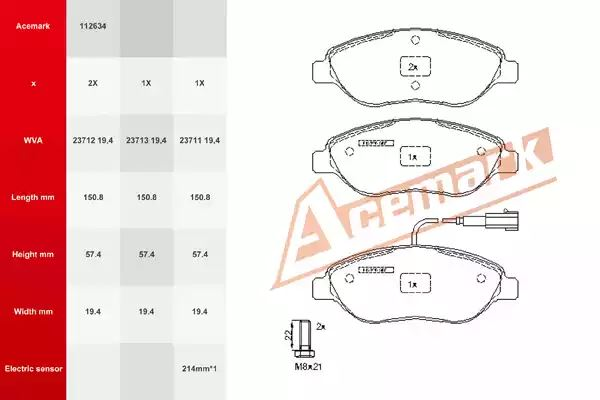 Acemark 112634
x 2X 1X 1X
WVA 23712 19,4 23713 19,4 23711 19,4
Length mm 150.8 150.8 150.8
Height mm 57.4 57.4 57.4
Width mm 19.4 19.4 19.4
Electric sensor 214mm*1
2x
1x
1x
22
2x
M8x21
Acemark